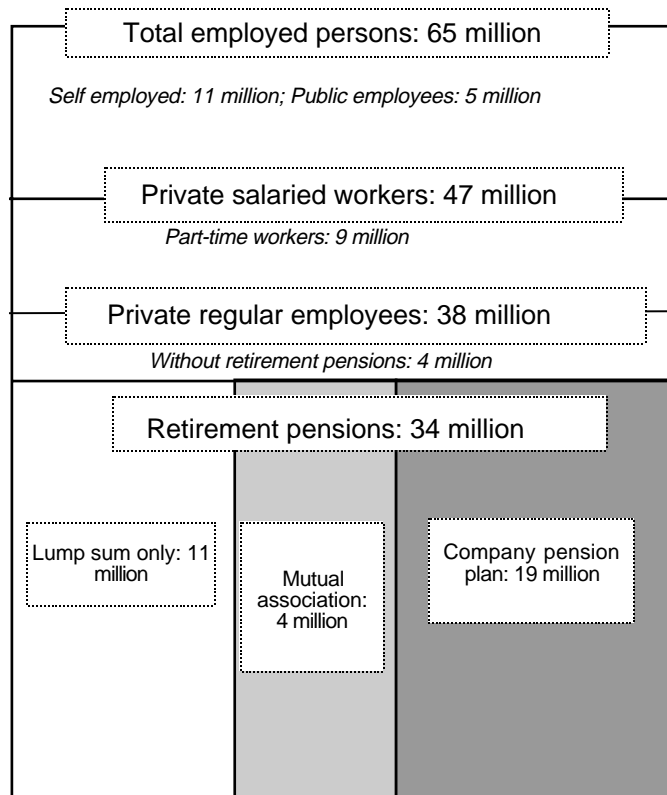 Total employed persons: 65 million
Self employed: 11 million; Public employees: 5 million
Private salaried workers: 47 million
Part-time workers: 9 million
Private regular employees: 38 million
Without retirement pensions: 4 million
Retirement pensions: 34 million
Lump sum only: 11
million
Mutual
association:
4 million
Company pension
plan: 19 million